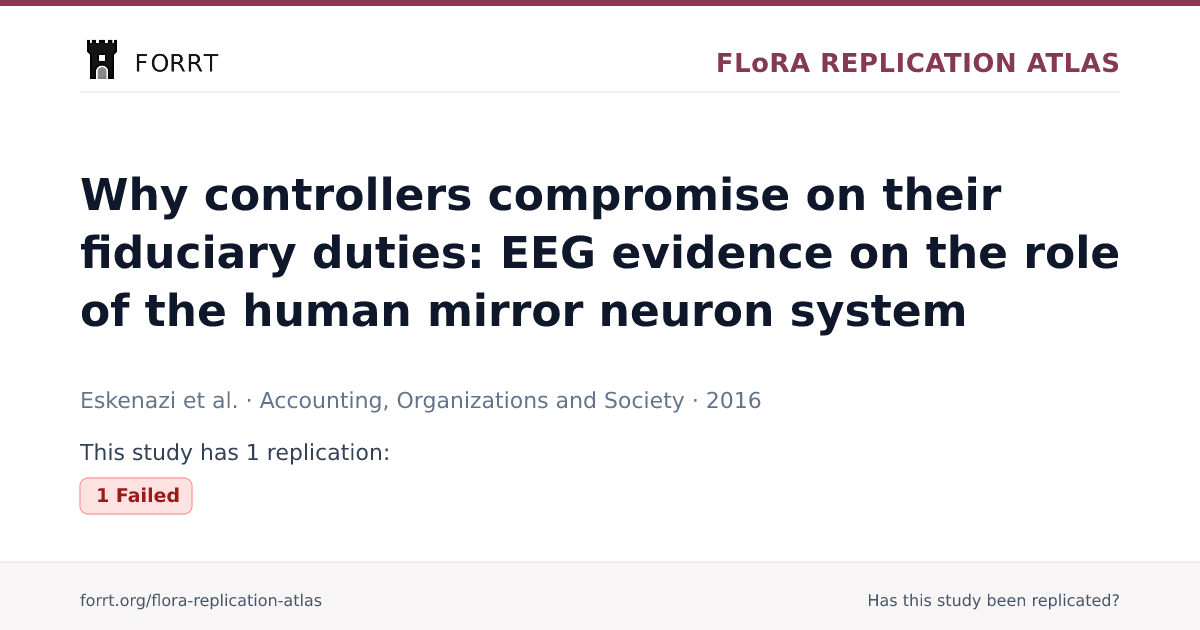 FORRT
FLoRA REPLICATION ATLAS
Why controllers compromise on their
fiduciary duties: EEG evidence on the role
of the human mirror neuron system
Eskenazi et al. · Accounting, Organizations and Society · 2016
This study has 1 replication:
1 Failed
forrt.org/flora-replication-atlas
Has this study been replicated?